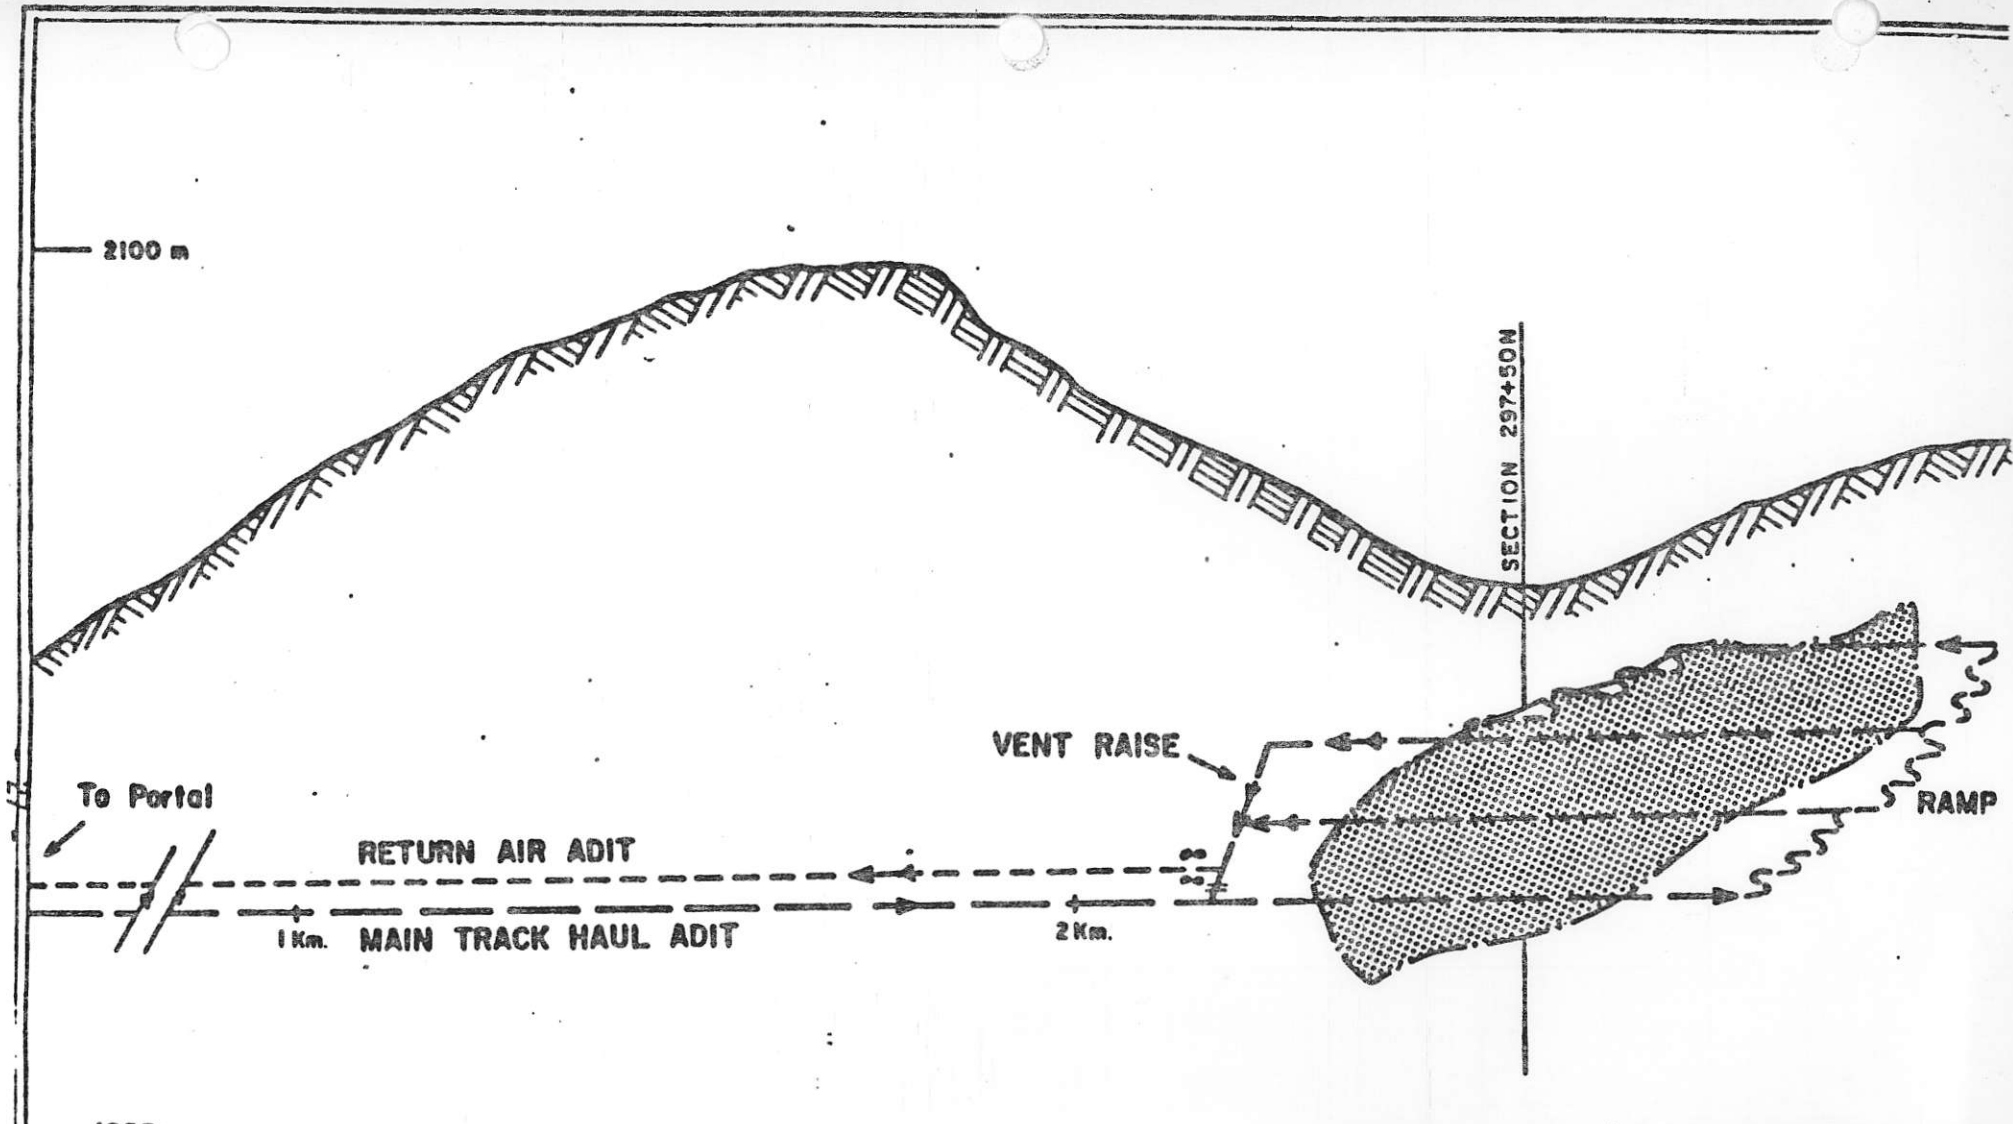 2100 m
SECTION 297+50N
VENT RAISE
To Portal
RAMP
RETURN AIR ADIT
1 Km.
MAIN TRACK HAUL ADIT
2 Km.